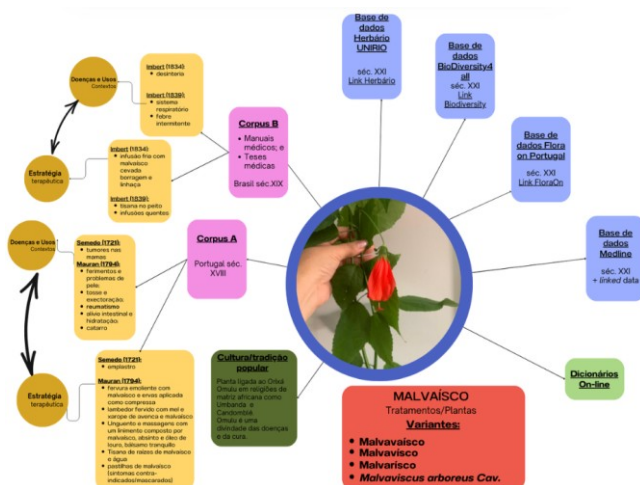 Doenças e Usos
Contextos
Estratégia
terapêutica
Imbert (1834)
desinteria
Imbert (1839):
sistema
respiratório
febre
intermitente
Imbert (1834):
infusão fria com
malvaísco
cevada
borragem e
linhaça
Imbert (1839):
tisana no peito
infusões quentes
Corpus B
Manuais
médicos; e
Teses
médicas
Brasil séc.XIX
Doenças e Usos
Contextos
Estratégia
terapêutica
Semedo (1721):
tumores nas
mamas
Mauran (1794):
ferimentos e
problemas de
pele;
tosse e
execração;
reumatismo
alívio intestinal e
hidratação;
catarro
Semedo (1721):
emplastro
Mauran (1794):
fervura emoliente com
malvaísco e ervas aplicada
como compressa
lambedor fervido com mel e
xarope de avenca e malvaísco
Unguento e massagens com
um linimento composto por
malvaísco, absinto e óleo de
louro, bálsamo tranquilo
Tisana de raízes de malvaísco
e água
pastilhas de malvaísco
(sintomas contra-
indicados/mascarados)
Corpus A
Portugal séc.
XVIII
Cultura/tradição
popular
Planta ligada ao Orixá
Omulu em religiões de
matriz africana como
Umbanda e
Candomblé.
Omulu é uma
divindade das doenças
e da cura.
Base de
dados
Herbário
UNIRIO
séc. XXI
Link Herbário
Base de dados
BioDiversity4
all
séc. XXI
Link
Biodiversity
Base de
dados Flora
on Portugal
séc. XXI
Link FloraOn
Base de dados
Medline
séc. XXI
+ linked data
Dicionários
On-line
MALVAÍSCO
Tratamentos/Plantas
Variantes:
Malvavaísco
Malvavisco
Malvarisco
Malvaviscus arboreus Cav.